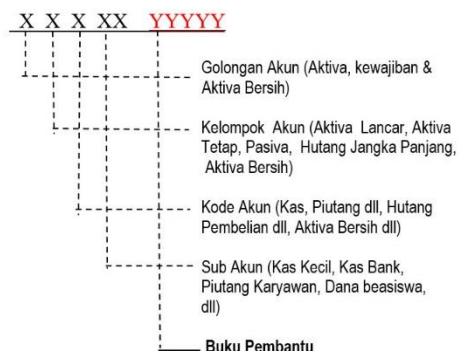 X X X XX YYYYY
Golongan Akun (Aktiva, kewajiban &
Aktiva Bersih)
Kelompok Akun (Aktiva Lancar, Aktiva
Tetap, Pasiva, Hutang Jangka Panjang,
Aktiva Bersih)
Kode Akun (Kas, Piutang dll, Hutang
Pembelian dll, Aktiva Bersih dll)
Sub Akun (Kas Kecil, Kas Bank,
Piutang Karyawan, Dana beasiswa,
dll)
Buku Pembantu